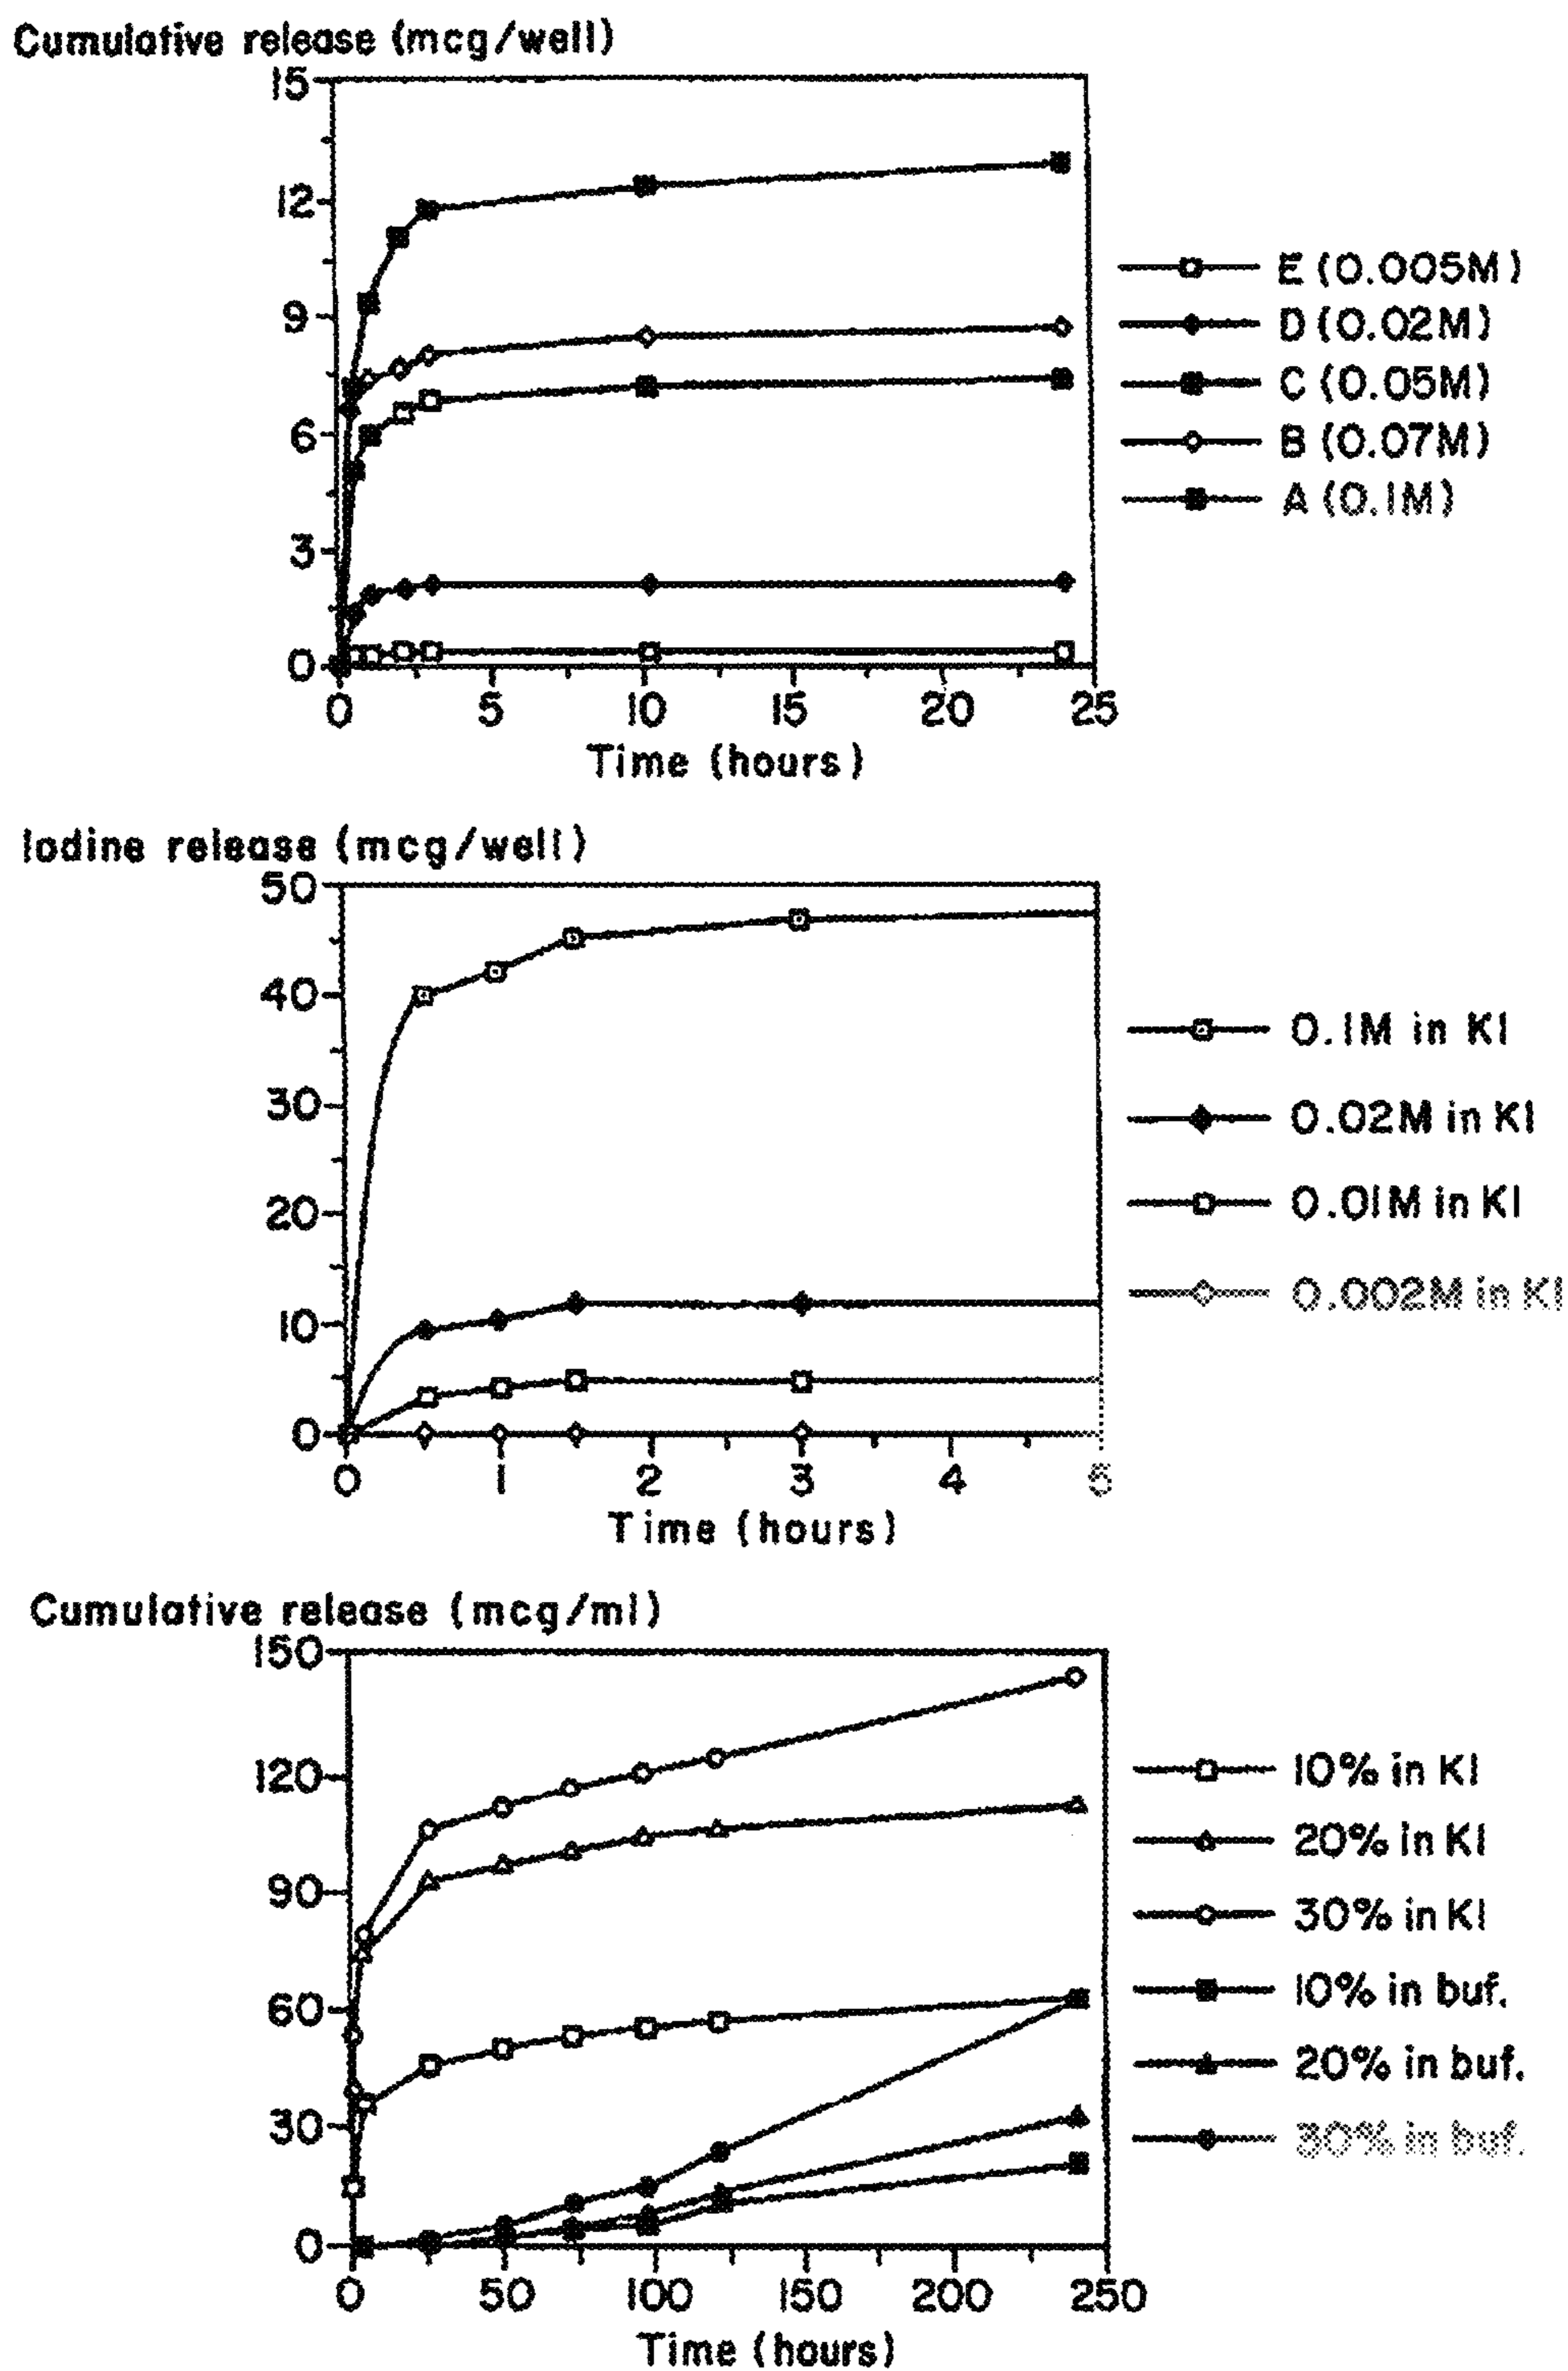 Cumulative release (mcg/well)
15
12
9
6
3
0
0 5 10 15 20 25
Time (hours)
E (0.005M)
D (0.02M)
C (0.05M)
B (0.07M)
A (0.1M)
Iodine release (mcg/well)
50
40
30
20
10
0
0 1 2 3 4 5
Time (hours)
0.1M in KI
0.02M in KI
0.01M in KI
0.002M in KI
Cumulative release (mcg/ml)
150
120
90
60
30
0
0 50 100 150 200 250
Time (hours)
10% in KI
20% in KI
30% in KI
10% in buf.
20% in buf.
30% in buf.